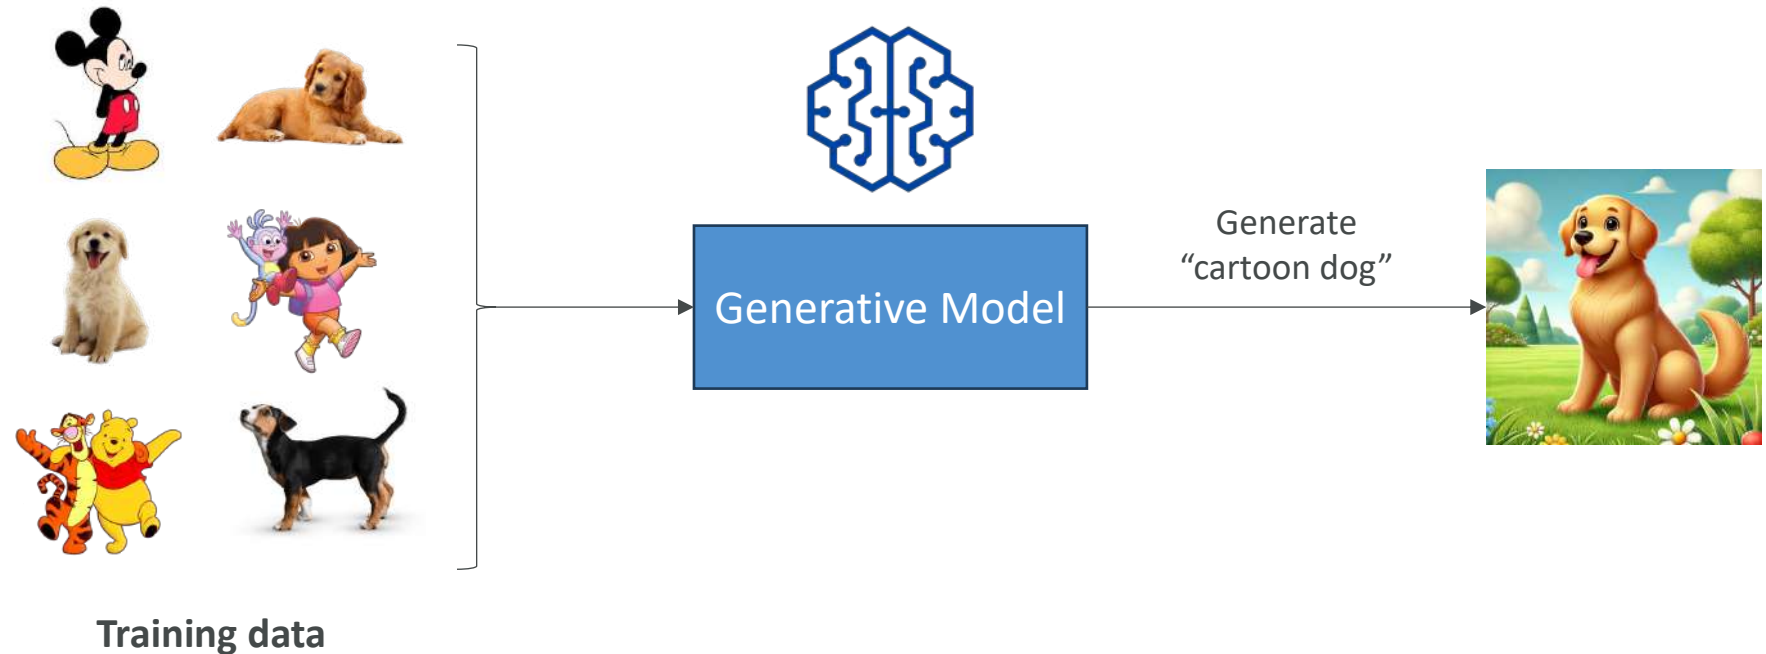 Generative Model
Generate
“cartoon dog”
Training data